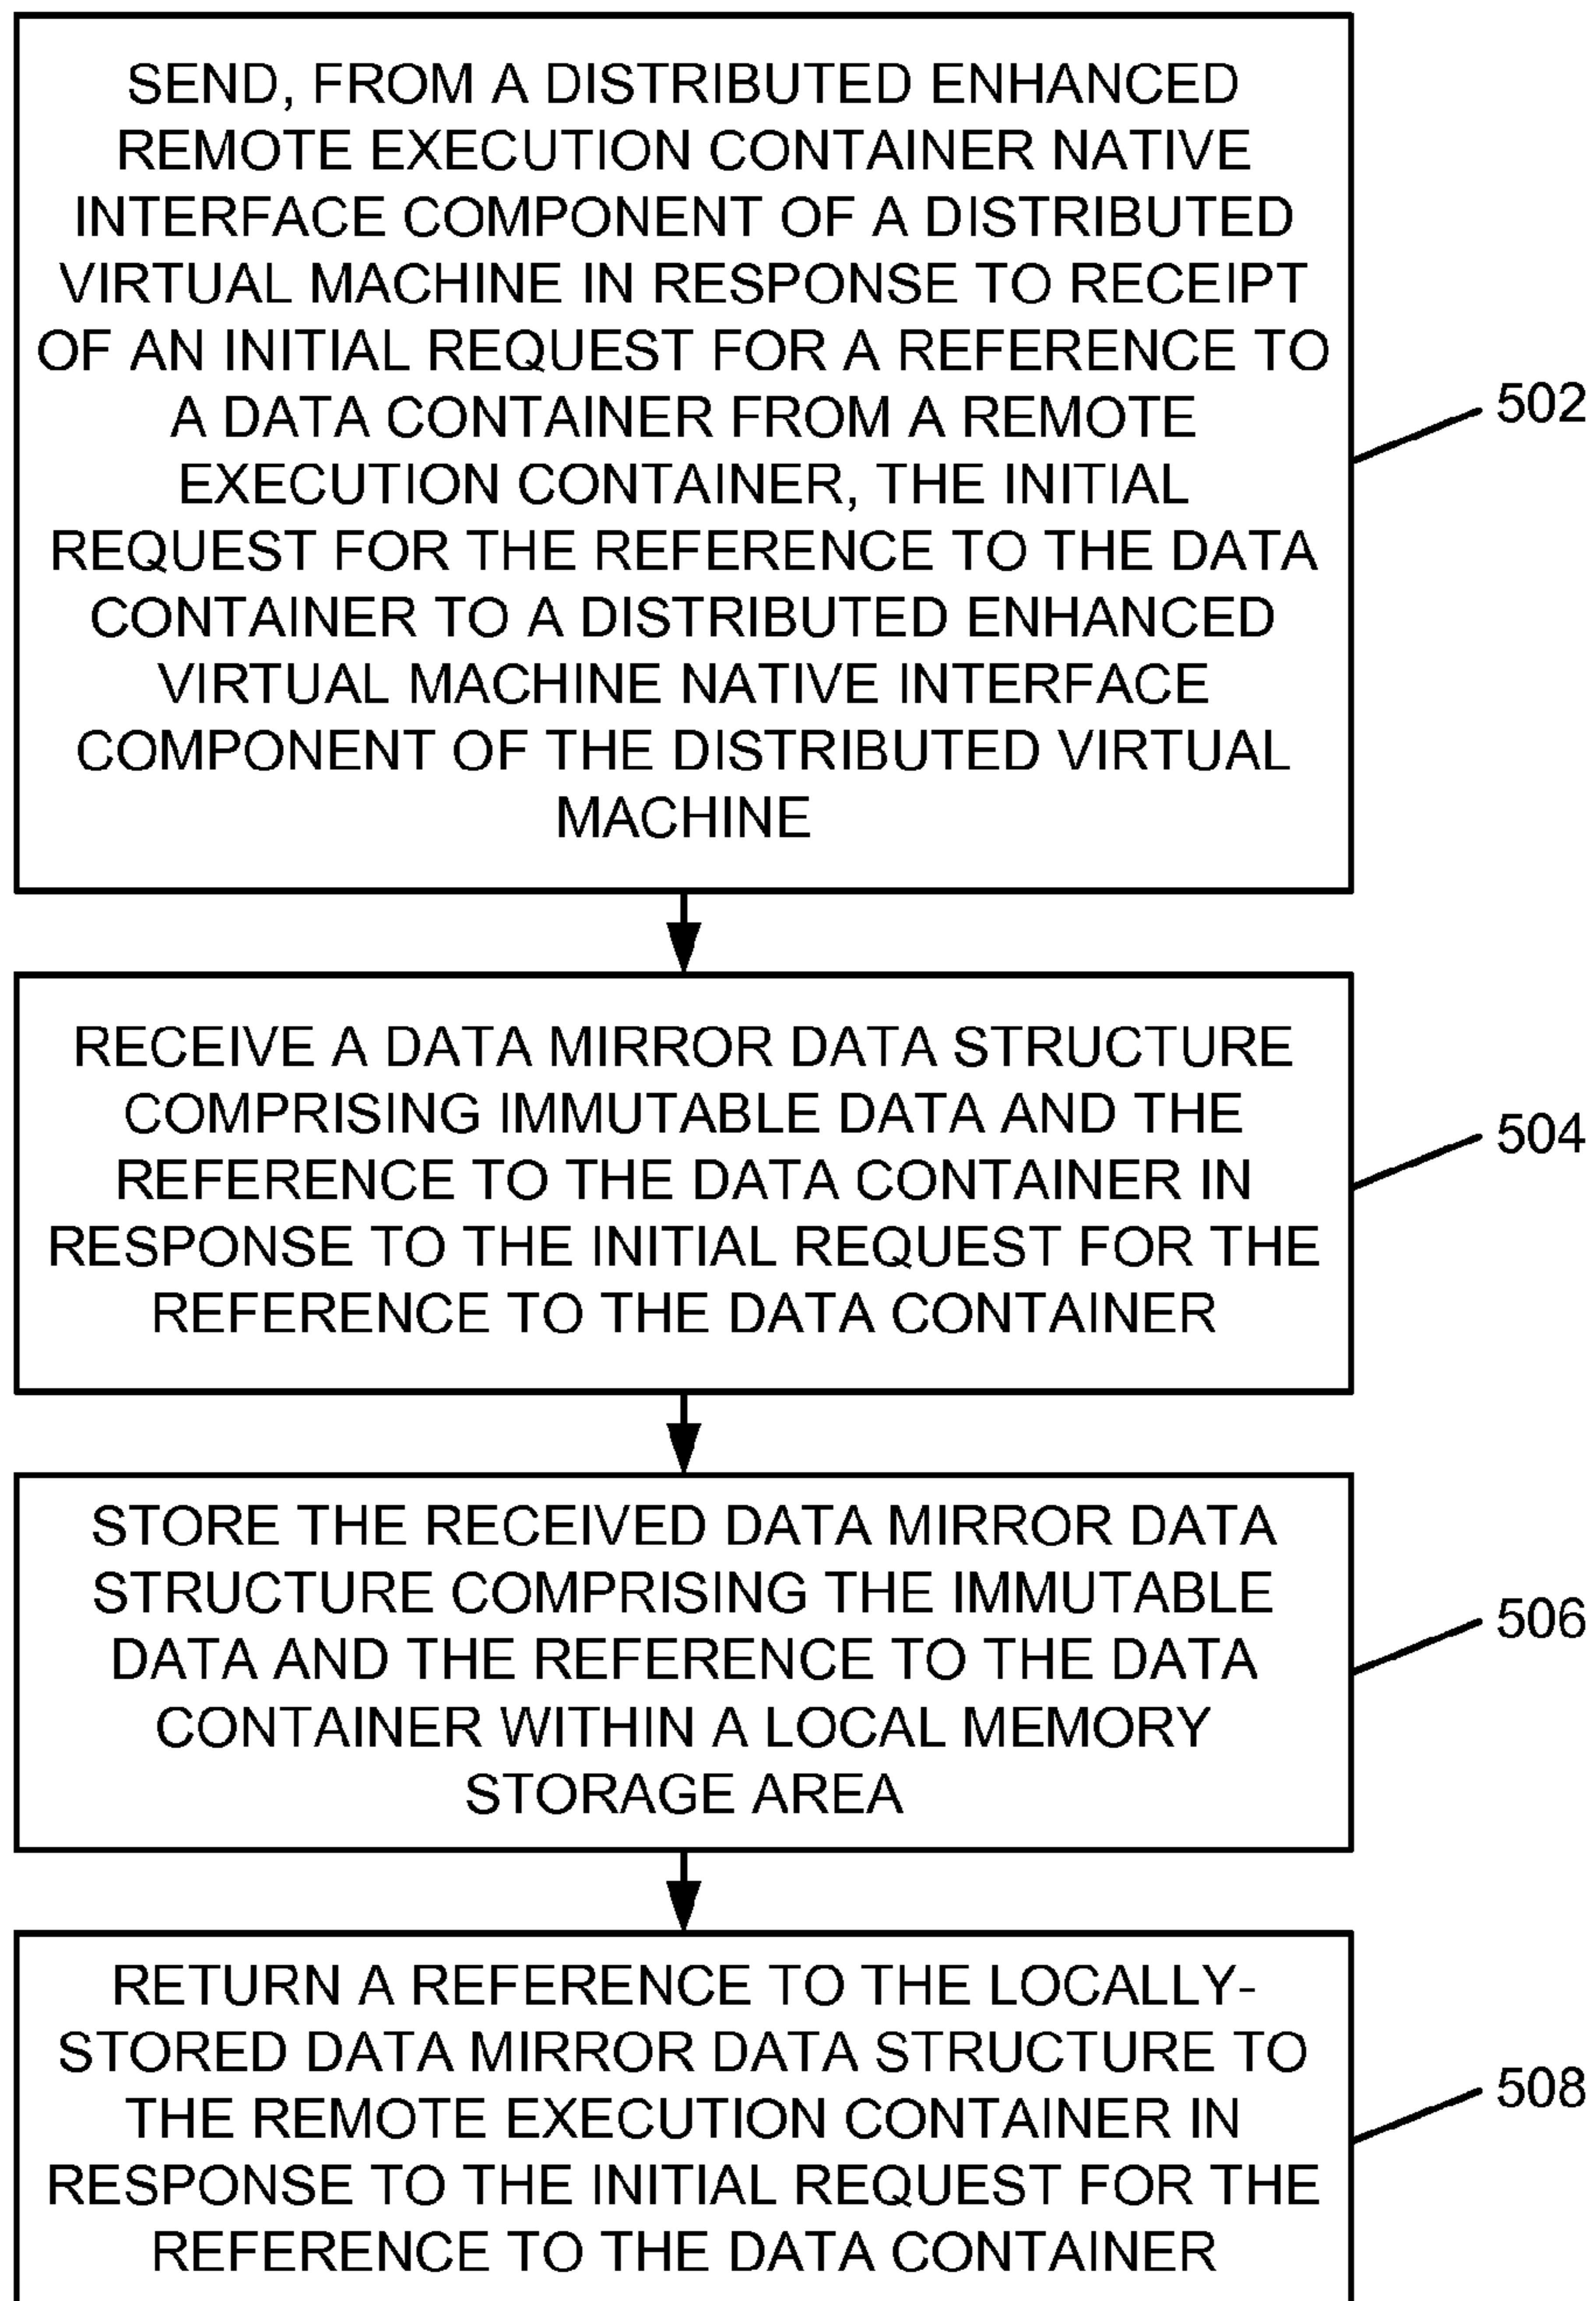 SEND, FROM A DISTRIBUTED ENHANCED
REMOTE EXECUTION CONTAINER NATIVE
INTERFACE COMPONENT OF A DISTRIBUTED
VIRTUAL MACHINE IN RESPONSE TO RECEIPT
OF AN INITIAL REQUEST FOR A REFERENCE TO
A DATA CONTAINER FROM A REMOTE
EXECUTION CONTAINER, THE INITIAL
REQUEST FOR THE REFERENCE TO THE DATA
CONTAINER TO A DISTRIBUTED ENHANCED
VIRTUAL MACHINE NATIVE INTERFACE
COMPONENT OF THE DISTRIBUTED VIRTUAL
MACHINE
502
RECEIVE A DATA MIRROR DATA STRUCTURE
COMPRISING IMMUTABLE DATA AND THE
REFERENCE TO THE DATA CONTAINER IN
RESPONSE TO THE INITIAL REQUEST FOR THE
REFERENCE TO THE DATA CONTAINER
504
STORE THE RECEIVED DATA MIRROR DATA
STRUCTURE COMPRISING THE IMMUTABLE
DATA AND THE REFERENCE TO THE DATA
CONTAINER WITHIN A LOCAL MEMORY
STORAGE AREA
506
RETURN A REFERENCE TO THE LOCALLY-
STORED DATA MIRROR DATA STRUCTURE TO
THE REMOTE EXECUTION CONTAINER IN
RESPONSE TO THE INITIAL REQUEST FOR THE
REFERENCE TO THE DATA CONTAINER
508